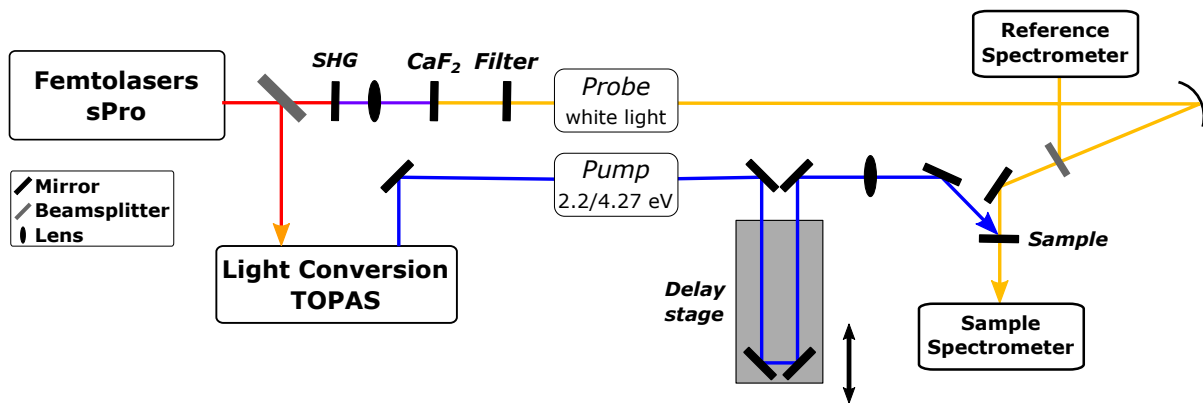 Femtolasers
sPro
SHG
CaF₂
Filter
Probe
white light
Reference
Spectrometer
Mirror
Beamsplitter
Lens
Pump
2.2/4.27 eV
Light Conversion
TOPAS
Delay
stage
Sample
Sample
Spectrometer